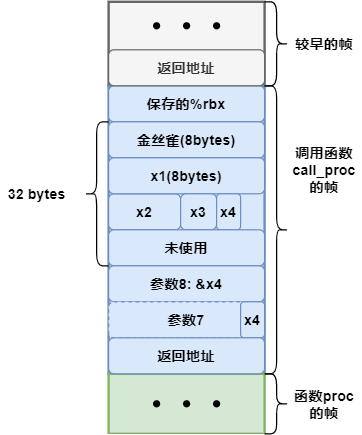 • • •
返回地址
较早的帧
保存的%rbx
金丝雀(8bytes)
x1(8bytes)
x2 x3 x4
未使用
32 bytes
参数8: &x4
参数7 x4
返回地址
调用函数
call_proc
的帧
• • •
函数proc
的帧